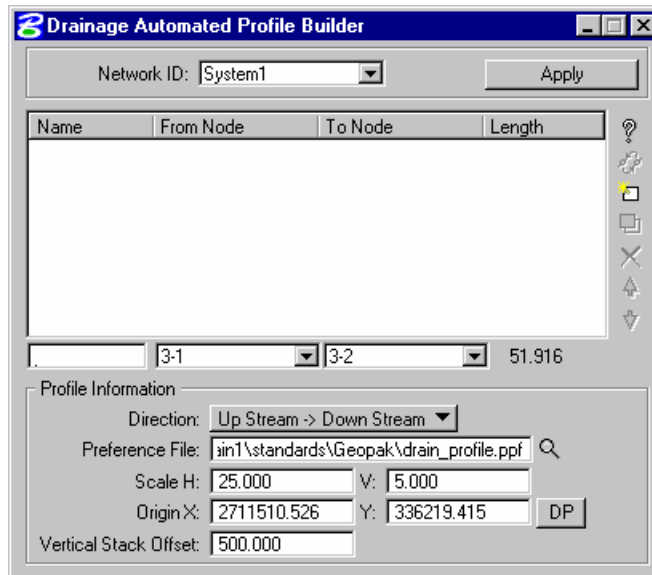 Drainage Automated Profile Builder
Network ID: System1 Apply
Name From Node To Node Length
3-1 3-2 51.916
Profile Information
Direction: Up Stream -> Down Stream
Preference File: in1\standards\Geopak\drain_profile.ppf
Scale H: 25.000 V: 5.000
Origin X: 2711510.526 Y: 336219.415 DP
Vertical Stack Offset: 500.000